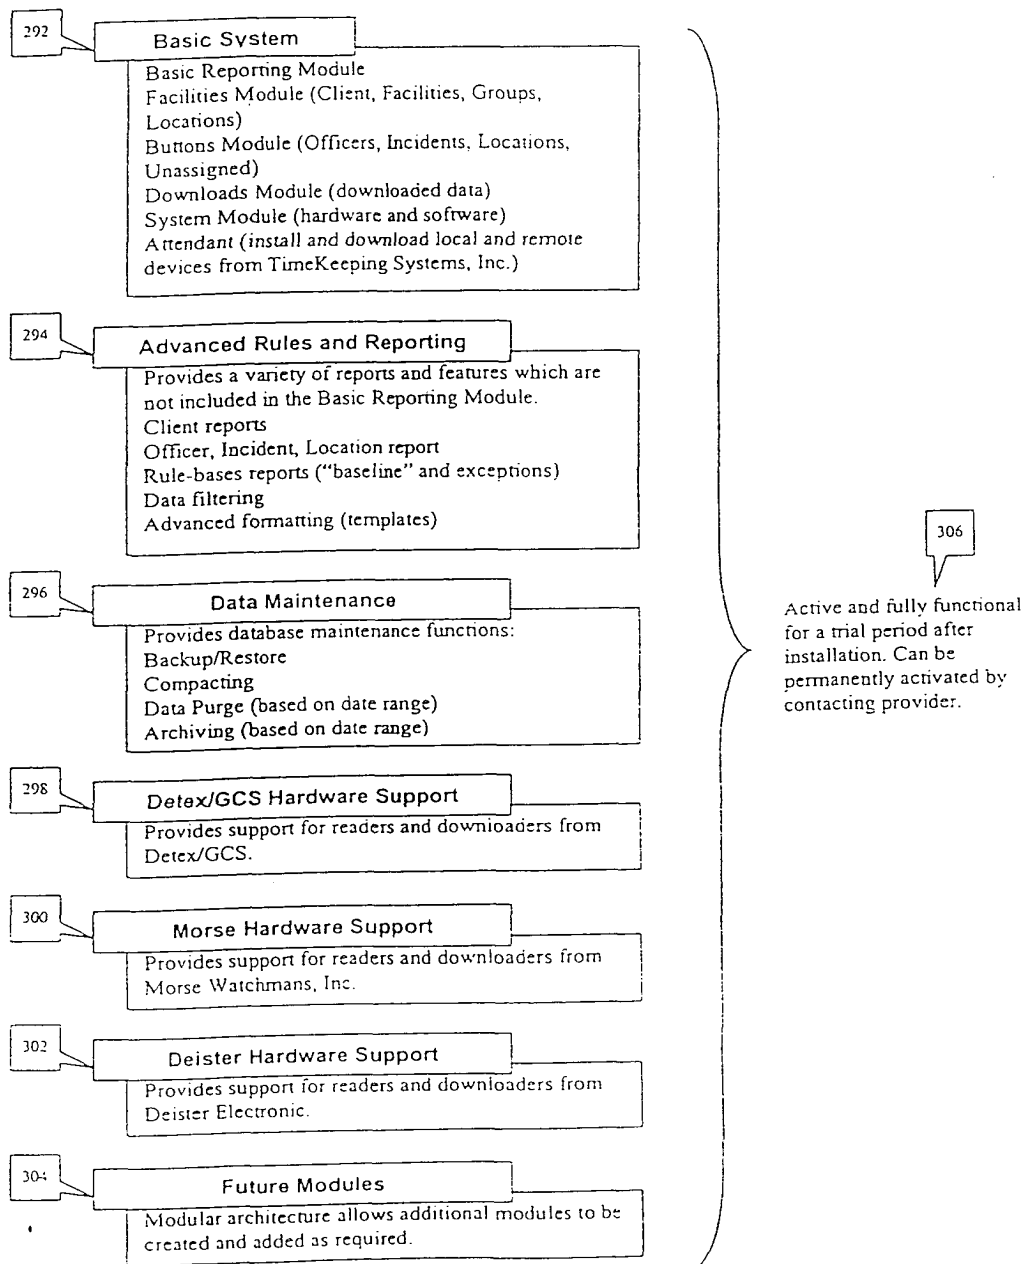 292
Basic System
Basic Reporting Module
Facilities Module (Client, Facilities, Groups,
Locations)
Buttons Module (Officers, Incidents, Locations,
Unassigned)
Downloads Module (downloaded data)
System Module (hardware and software)
Attendant (install and download local and remote
devices from TimeKeeping Systems, Inc.)
294
Advanced Rules and Reporting
Provides a variety of reports and features which are
not included in the Basic Reporting Module.
Client reports
Officer, Incident, Location report
Rule-bases reports ("baseline" and exceptions)
Data filtering
Advanced formatting (templates)
296
Data Maintenance
Provides database maintenance functions:
Backup/Restore
Compacting
Data Purge (based on date range)
Archiving (based on date range)
298
Detex/GCS Hardware Support
Provides support for readers and downloaders from
Detex/GCS.
300
Morse Hardware Support
Provides support for readers and downloaders from
Morse Watchmans, Inc.
302
Deister Hardware Support
Provides support for readers and downloaders from
Deister Electronic.
304
Future Modules
Modular architecture allows additional modules to be
created and added as required.
306
Active and fully functional
for a trial period after
installation. Can be
permanently activated by
contacting provider.